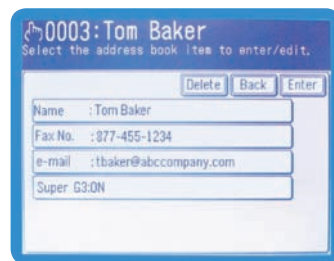 0003:Tom Baker
Select the address book item to enter/edit.
Delete Back Enter
Name :Tom Baker
Fax No. :877-455-1234
e-mail :tbaker@abccompany.com
Super G3:ON